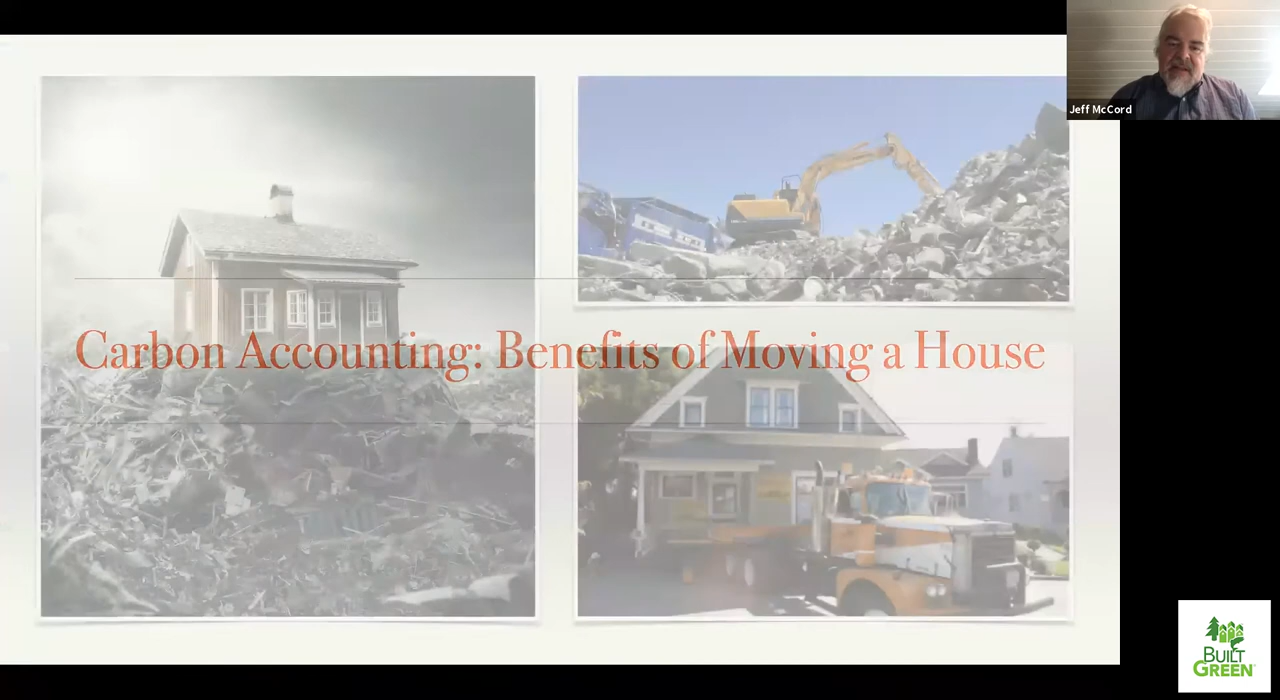 Jeff McCord
Carbon Accounting: Benefits of Moving a House
BUILT
GREEN